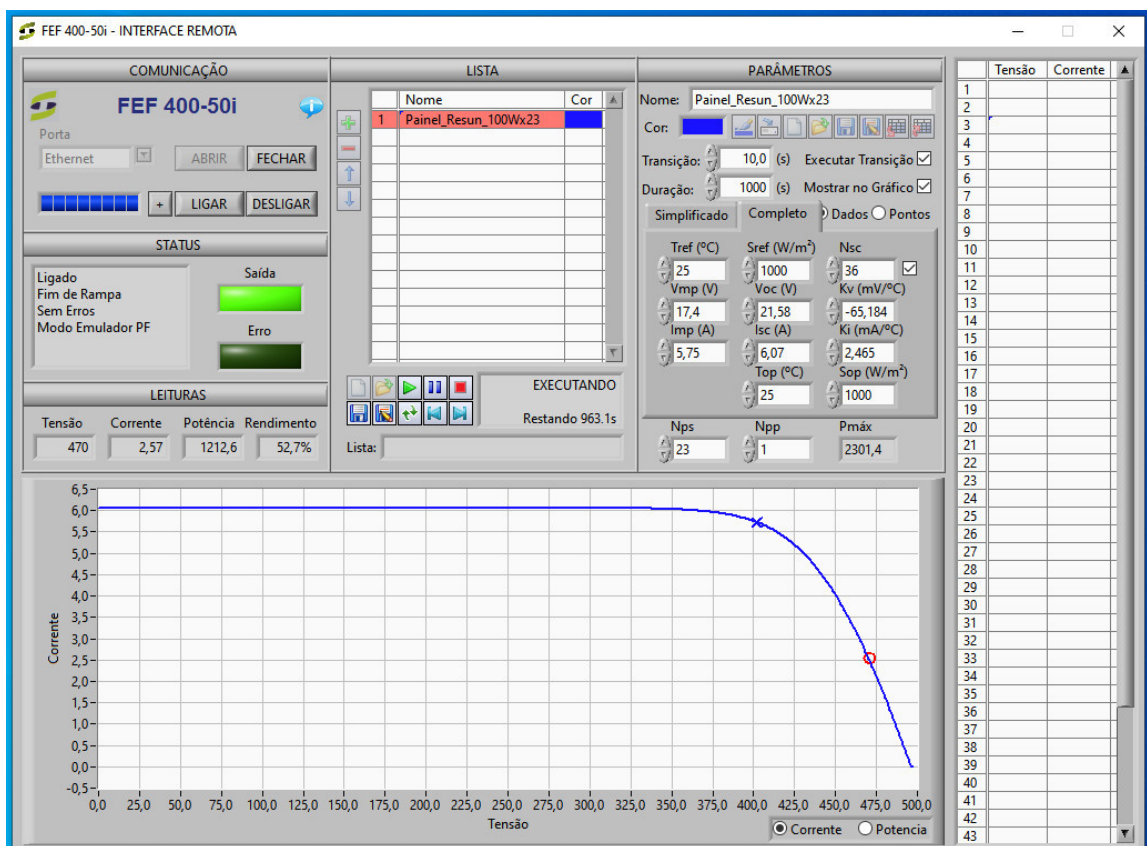 FEF 400-50i - INTERFACE REMOTA
COMUNICAÇÃO
FEF 400-50i
Porta
Ethernet
ABRIR
FECHAR
+
LIGAR
DESLIGAR
STATUS
Ligado
Fim de Rampa
Sem Erros
Modo Emulador PF
Saída
Erro
LEITURAS
Tensão Corrente Potência Rendimento
470 2,57 1212,6 52,7%
LISTA
Nome Cor
1 Painel_Resun_100Wx23
EXECUTANDO
Restando 963.1s
Lista:
PARÂMETROS
Nome: Painel_Resun_100Wx23
Cor:
Transição: 10,0 (s) Executar Transição
Duração: 1000 (s) Mostrar no Gráfico
Simplificado Completo Dados Pontos
Tref (ºC) Sref (W/m²) Nsc
25 1000 36
Vmp (V) Voc (V) Kv (mV/ºC)
17,4 21,58 -65,184
Imp (A) Isc (A) Ki (mA/ºC)
5,75 6,07 2,465
Top (ºC) Sop (W/m²)
25 1000
Nps Npp Pmáx
23 1 2301,4
Tensão Corrente
1
2
3
4
5
6
7
8
9
10
11
12
13
14
15
16
17
18
19
20
21
22
23
24
25
26
27
28
29
30
31
32
33
34
35
36
37
38
39
40
41
42
43
Corrente
6,5
6,0
5,5
5,0
4,5
4,0
3,5
3,0
2,5
2,0
1,5
1,0
0,5
0,0
-0,5
0,0 25,0 50,0 75,0 100,0 125,0 150,0 175,0 200,0 225,0 250,0 275,0 300,0 325,0 350,0 375,0 400,0 425,0 450,0 475,0 500,0
Tensão
Corrente Potencia